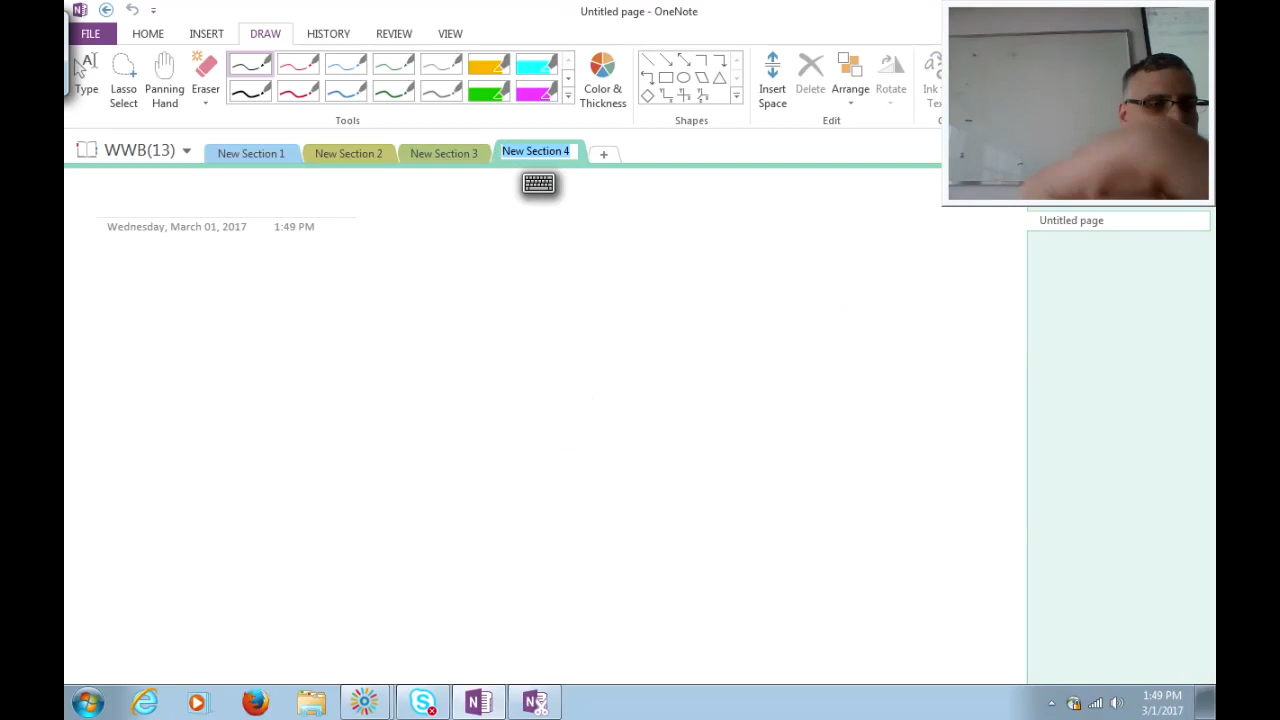 Untitled page - OneNote
FILE HOME INSERT DRAW HISTORY REVIEW VIEW
Type
Lasso Select
Panning Hand
Eraser
Color & Thickness
Insert Space
Delete
Arrange
Rotate
Ink to
Tools Shapes Edit
WWB(13) New Section 1 New Section 2 New Section 3 New Section 4
Wednesday, March 01, 2017 1:49 PM
Untitled page
1:49 PM
3/1/2017